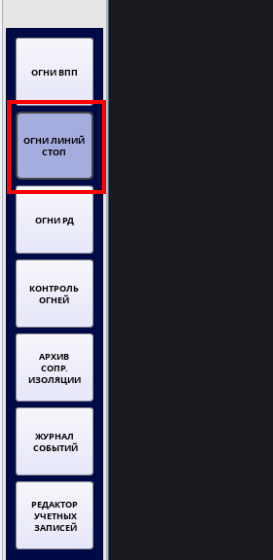 ОГНИ ВПП
ОГНИ ЛИНИЙ
СТОП
ОГНИ РД
КОНТРОЛЬ
ОГНЕЙ
АРХИВ
СОПР.
ИЗОЛЯЦИИ
ЖУРНАЛ
СОБЫТИЙ
РЕДАКТОР
УЧЕТНЫХ
ЗАПИСЕЙ